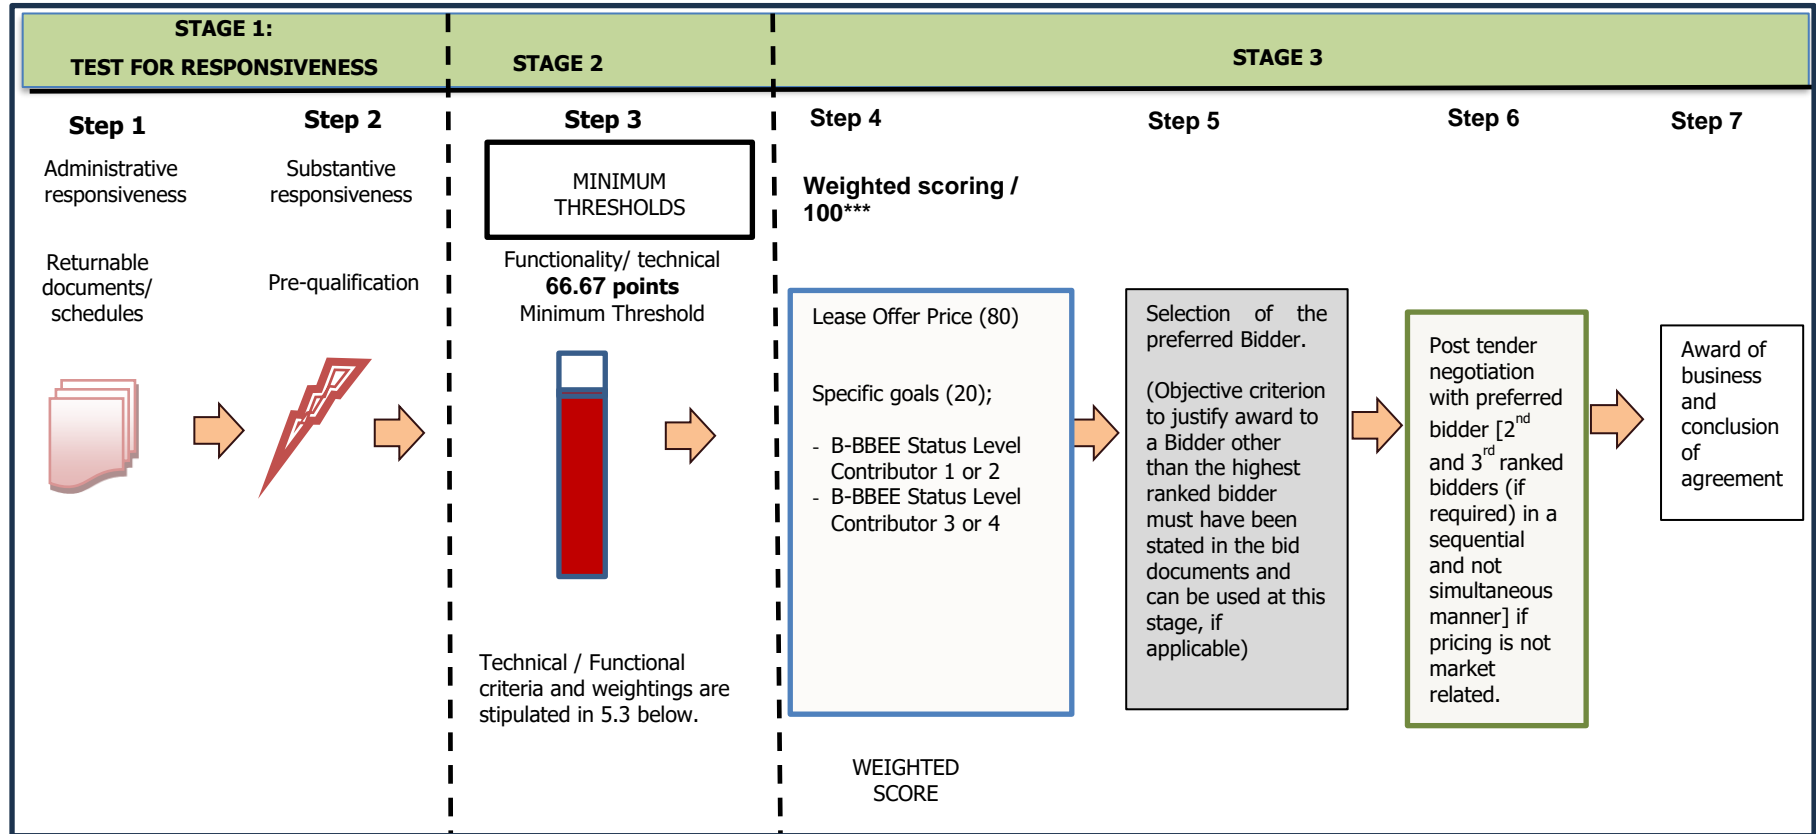 STAGE 1:
TEST FOR RESPONSIVENESS
STAGE 2
STAGE 3
Step 1
Administrative
responsiveness
Returnable
documents/
schedules
Step 2
Substantive
responsiveness
Pre-qualification
Step 3
MINIMUM
THRESHOLDS
Functionality/ technical
66.67 points
Minimum Threshold
Technical / Functional
criteria and weightings are
stipulated in 5.3 below.
Step 4
Weighted scoring /
100***
Lease Offer Price (80)
Specific goals (20);
- B-BBEE Status Level
Contributor 1 or 2
- B-BBEE Status Level
Contributor 3 or 4
WEIGHTED
SCORE
Step 5
Selection of the
preferred Bidder.
(Objective criterion
to justify award to
a Bidder other
than the highest
ranked bidder
must have been
stated in the bid
documents and
can be used at this
stage, if
applicable)
Step 6
Post tender
negotiation
with preferred
bidder [2nd
and 3rd ranked
bidders (if
required) in a
sequential
and not
simultaneous
manner] if
pricing is not
market
related.
Step 7
Award of
business
and
conclusion
of
agreement